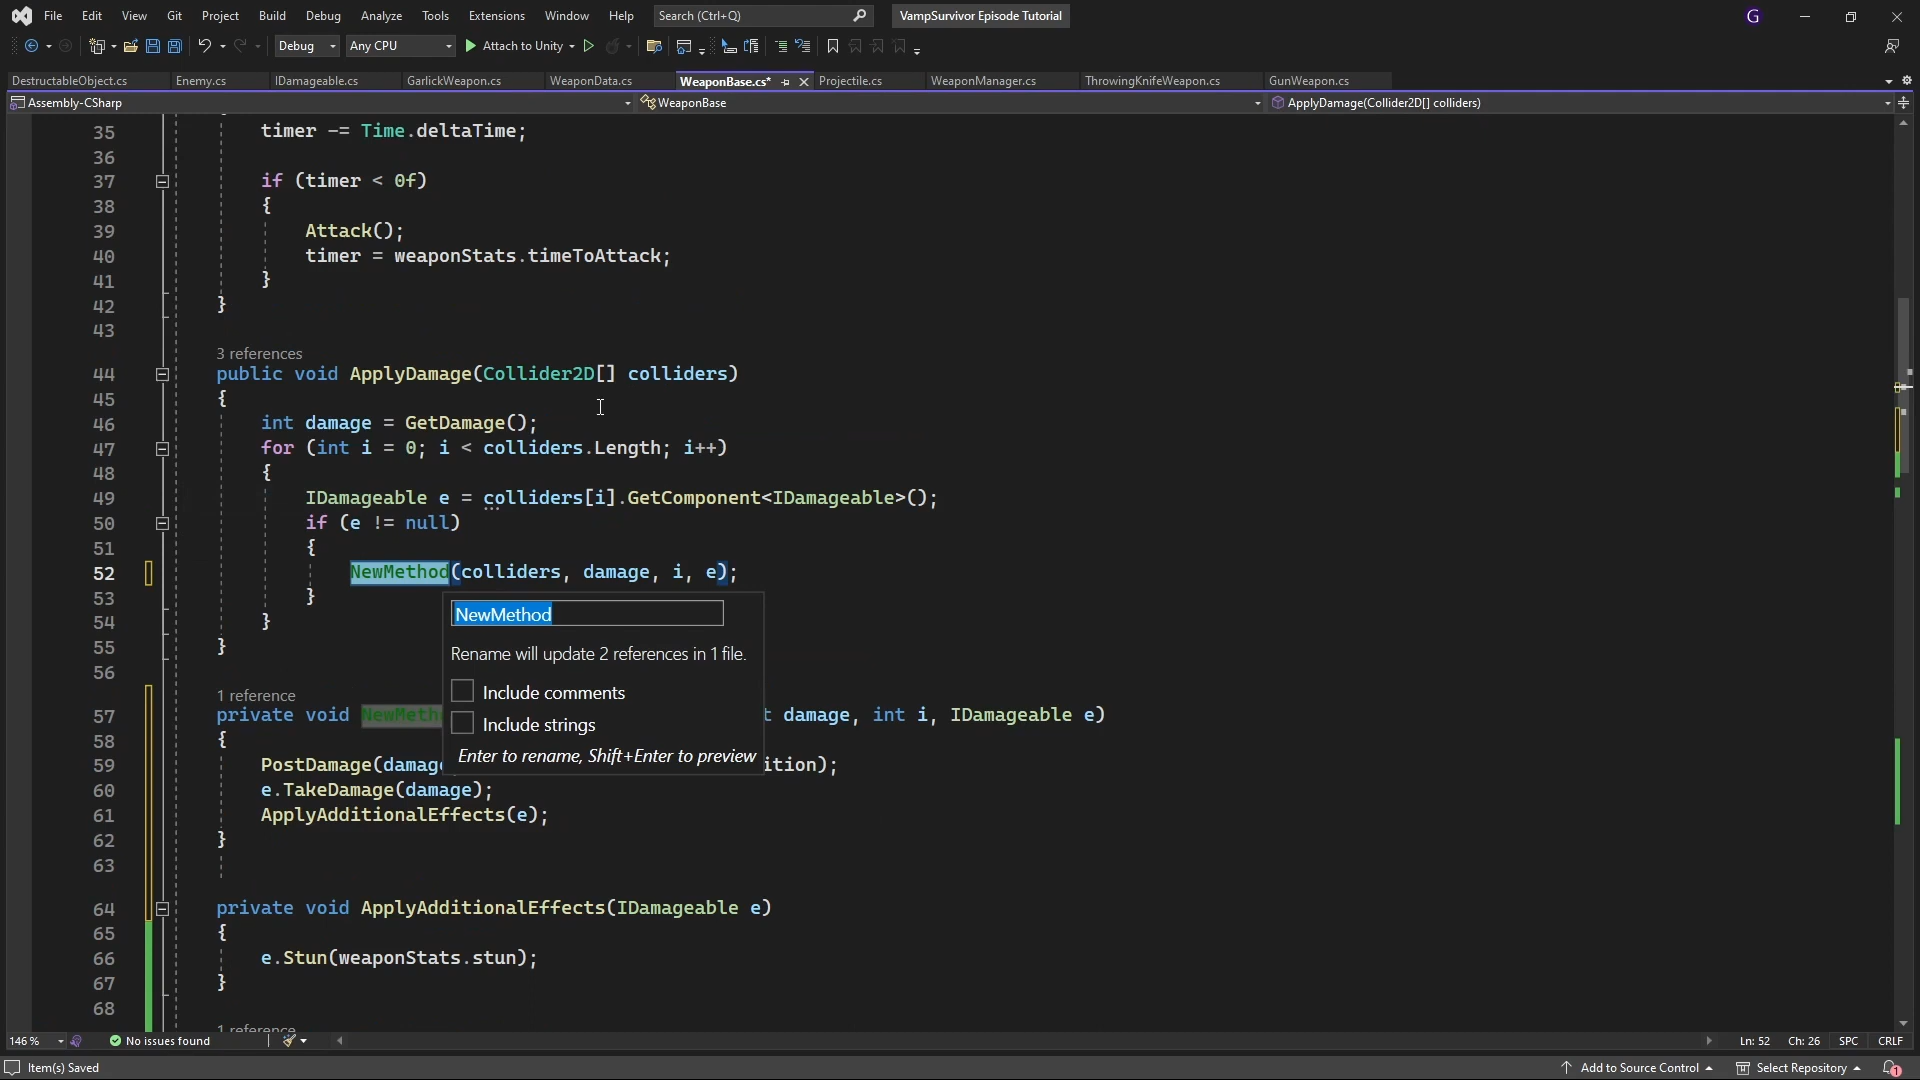 File Edit View Git Project Build Debug Analyze Tools Extensions Window Help Search (Ctrl+Q) VampSurvivor Episode Tutorial G
Debug Any CPU Attach to Unity
DestructableObject.cs Enemy.cs IDamageable.cs GarlickWeapon.cs WeaponData.cs WeaponBase.cs* Projectile.cs WeaponManager.cs ThrowingKnifeWeapon.cs GunWeapon.cs
Assembly-CSharp WeaponBase ApplyDamage(Collider2D[] colliders)
35 timer -= Time.deltaTime;
36
37 if (timer < 0f)
38 {
39 Attack();
40 timer = weaponStats.timeToAttack;
41 }
42 }
43
3 references
44 public void ApplyDamage(Collider2D[] colliders)
45 {
46 int damage = GetDamage();
47 for (int i = 0; i < colliders.Length; i++)
48 {
49 IDamageable e = colliders[i].GetComponent<IDamageable>();
50 if (e != null)
51 {
52 NewMethod(colliders, damage, i, e);
53 }
54 }
55 }
56
NewMethod
Rename will update 2 references in 1 file.
Include comments
Include strings
Enter to rename, Shift+Enter to preview
1 reference
57 private void damage, int i, IDamageable e)
58 {
59 PostDamage(
60 e.TakeDamage(damage);
61 ApplyAdditionalEffects(e);
62 }
63
64 private void ApplyAdditionalEffects(IDamageable e)
65 {
66 e.Stun(weaponStats.stun);
67 }
68
1 reference
146 % No issues found Ln: 52 Ch: 26 SPC CRLF
Item(s) Saved Add to Source Control Select Repository 1